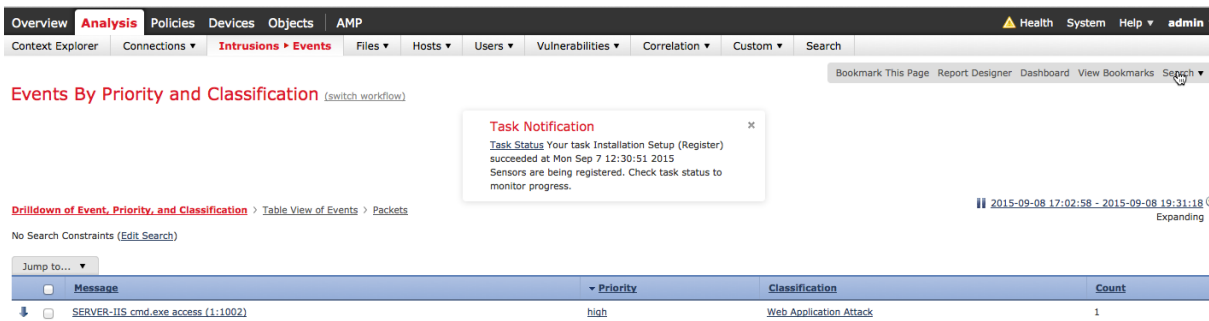 Overview Analysis Policies Devices Objects AMP Health System Help ▾ admin
Context Explorer Connections ▾ Intrusions ▸ Events Files ▾ Hosts ▾ Users ▾ Vulnerabilities ▾ Correlation ▾ Custom ▾ Search
Bookmark This Page Report Designer Dashboard View Bookmarks Search ▾
Events By Priority and Classification (switch workflow)
Task Notification ×
Task Status Your task Installation Setup (Register)
succeeded at Mon Sep 7 12:30:51 2015
Sensors are being registered. Check task status to
monitor progress.
Drilldown of Event, Priority, and Classification > Table View of Events > Packets
2015-09-08 17:02:58 - 2015-09-08 19:31:18
Expanding
No Search Constraints (Edit Search)
Jump to... ▼
Message ▾ Priority Classification Count
SERVER-IIS cmd.exe access (1:1002) high Web Application Attack 1